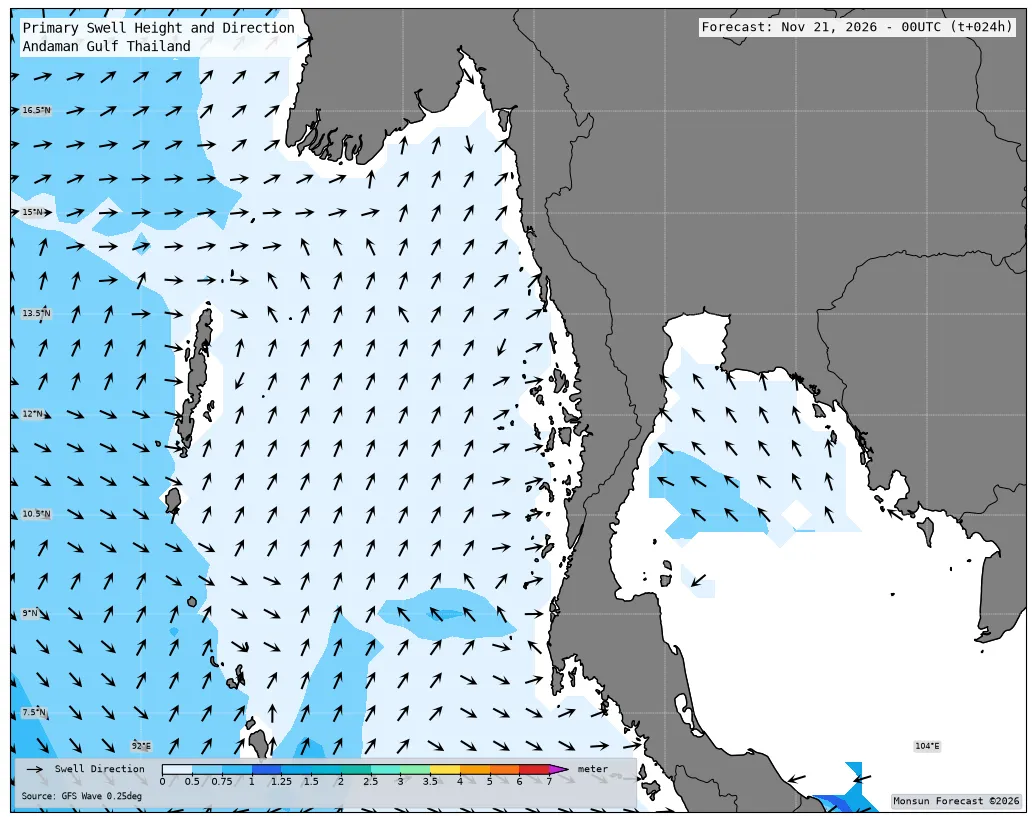 Primary Swell Height and Direction
Andaman Gulf Thailand
Forecast: Nov 21, 2026 - 00UTC (t+024h)
16.5°N
15°N
13.5°N
12°N
10.5°N
9°N
7.5°N
92°E
104°E
Swell Direction
0 0.5 0.75 1 1.25 1.5 2 2.5 3 3.5 4 5 6 7
meter
Source: GFS Wave 0.25deg
Monsun Forecast ©2026